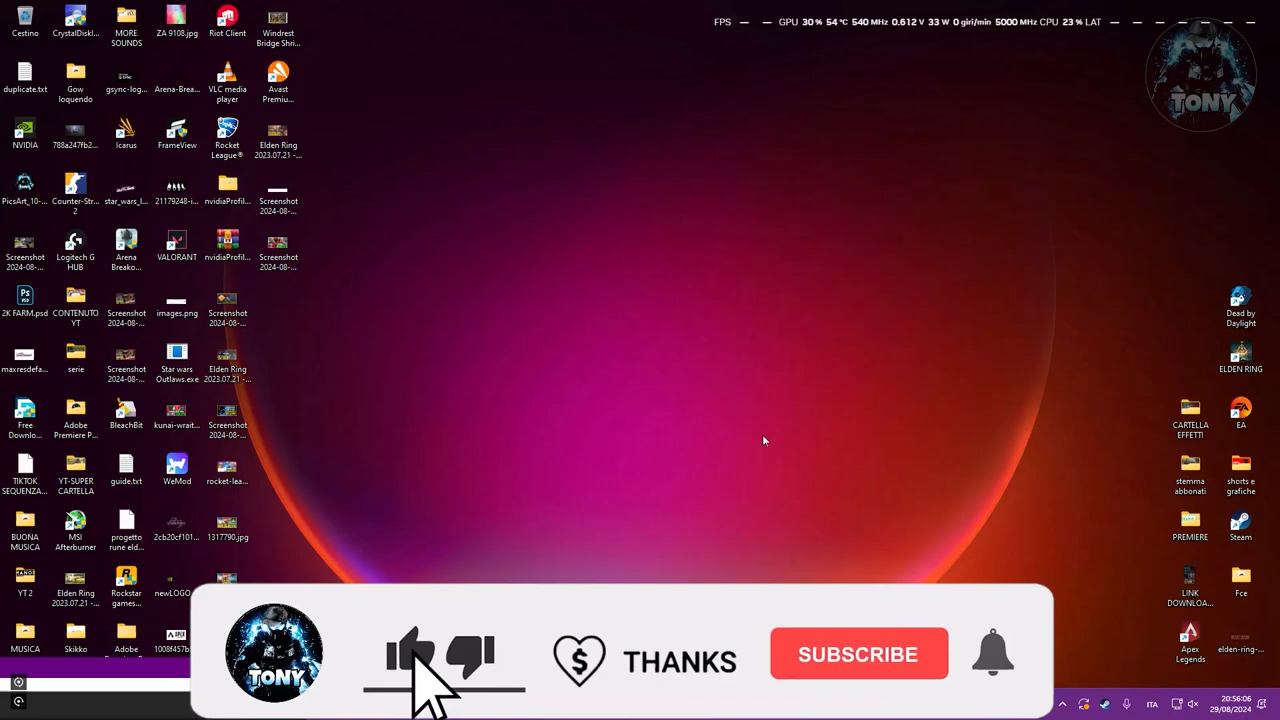 FPS — — GPU 30 % 54 °C 540 MHz 0.612 V 33 W 0 giri/min 5000 MHz CPU 23 % LAT — — — — — — — —
TONY
Cestino
CrystalDiskI...
MORE SOUNDS
ZA 9108.jpg
Riot Client
Windrest Bridge Shri...
duplicate.txt
Gow loquendo
gsync-log...
Arena-Brea...
VLC media player
Avast Premiu...
NVIDIA
788a247fb2...
Icarus
FrameView
Rocket League®
Elden Ring 2023.07.21 -...
PicsArt_10-...
Counter-Str... 2
star_wars_l...
21179248-i...
nvidiaProfil...
Screenshot 2024-08-...
Screenshot 2024-08-...
Logitech G HUB
Arena Breako...
VALORANT
nvidiaProfil...
Screenshot 2024-08-...
2K FARM.psd
CONTENUTO YT
Screenshot 2024-08-...
images.png
Screenshot 2024-08-...
Dead by Daylight
maxresdefa...
serie
Screenshot 2024-08-...
Star wars Outlaws.exe
Elden Ring 2023.07.21 -...
ELDEN RING
Free Downlo...
Adobe Premiere P...
BleachBit
kunai-wrait...
Screenshot 2024-08-...
CARTELLA EFFETTI
EA
TIKTOK SEQUENZA...
YT-SUPER CARTELLA
guide.txt
WeMod
rocket-lea...
stemma abbonati
shorts e grafiche
BUONA MUSICA
MSI Afterburner
progetto rune eld...
2cb20cf101...
1317790.jpg
PREMIERE
Steam
YT 2
Elden Ring 2023.07.21 -...
Rockstar games...
newLOGO...
LINK DOWNLOA...
Fce
MUSICA
Skikko
Adobe
1008f457b...
Apex Legends
elden-ring-...
TONY
THANKS
SUBSCRIBE
ITA
20:56:06
29/08/2024